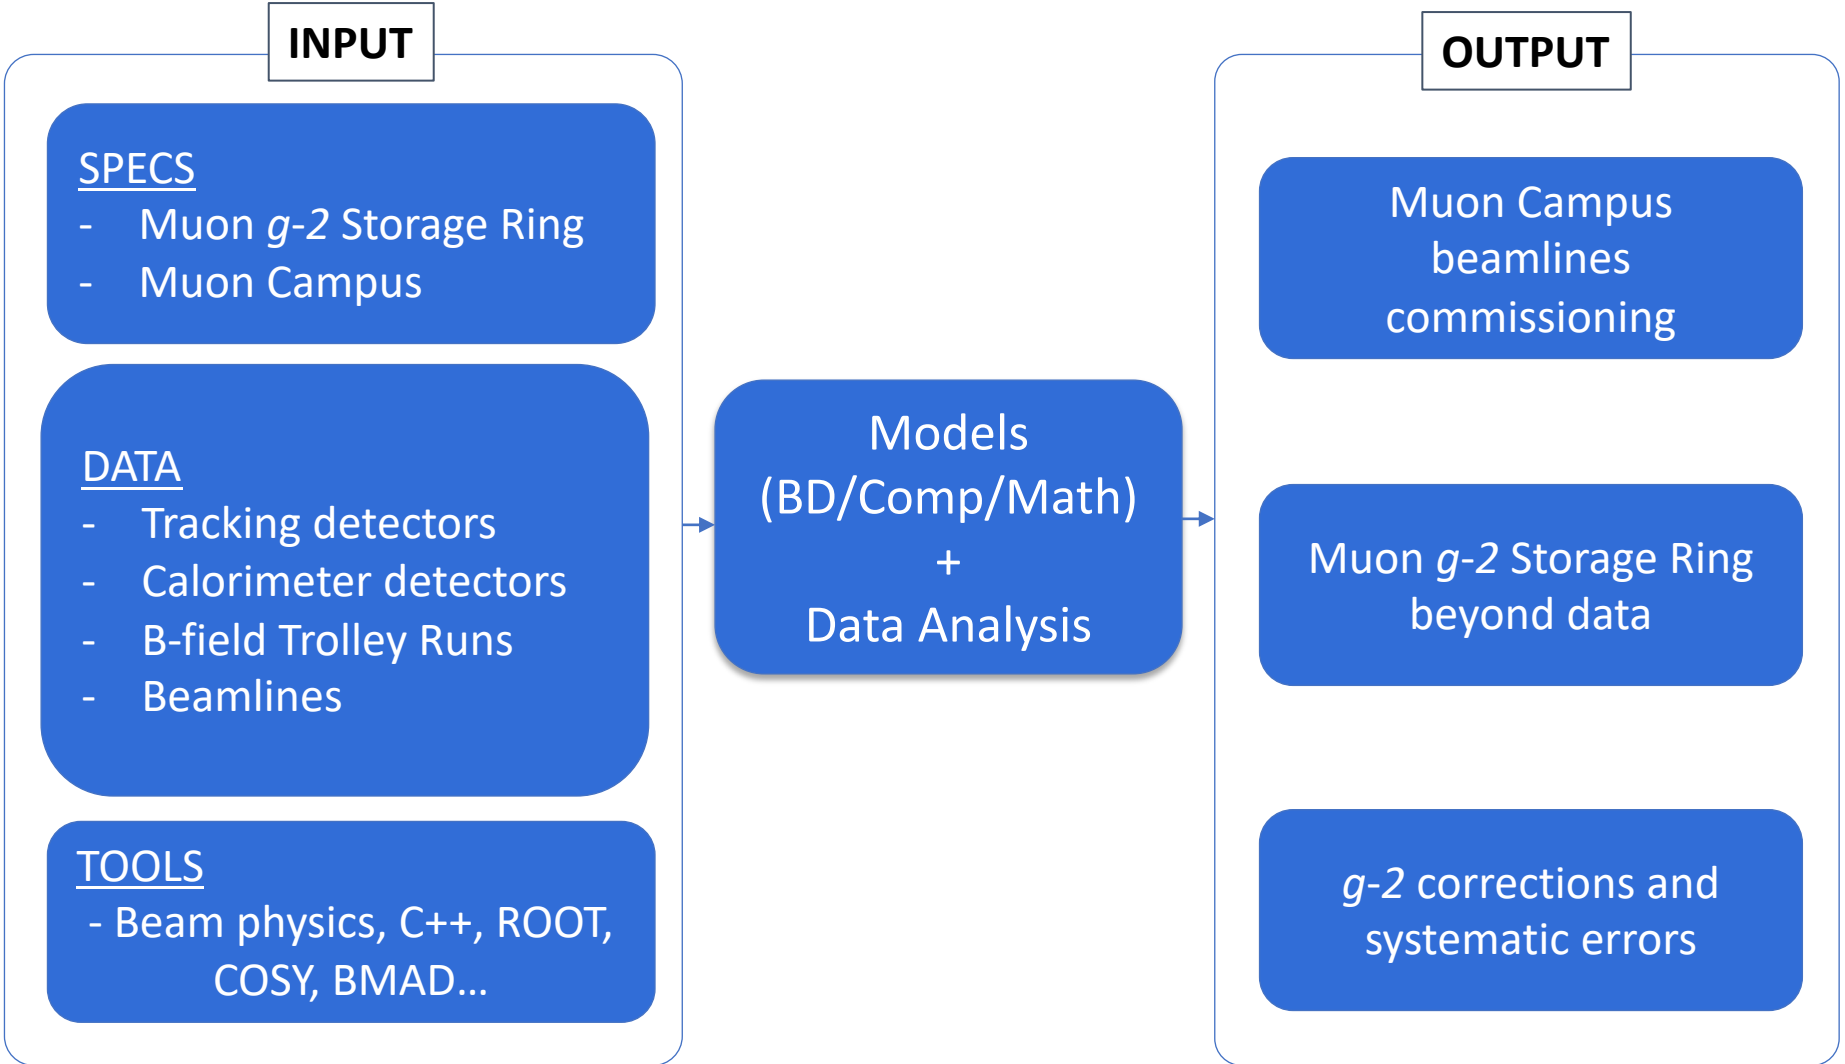 INPUT
SPECS
- Muon g-2 Storage Ring
- Muon Campus
DATA
- Tracking detectors
- Calorimeter detectors
- B-field Trolley Runs
- Beamlines
TOOLS
- Beam physics, C++, ROOT,
COSY, BMAD...
Models
(BD/Comp/Math)
+
Data Analysis
OUTPUT
Muon Campus
beamlines
commissioning
Muon g-2 Storage Ring
beyond data
g-2 corrections and
systematic errors